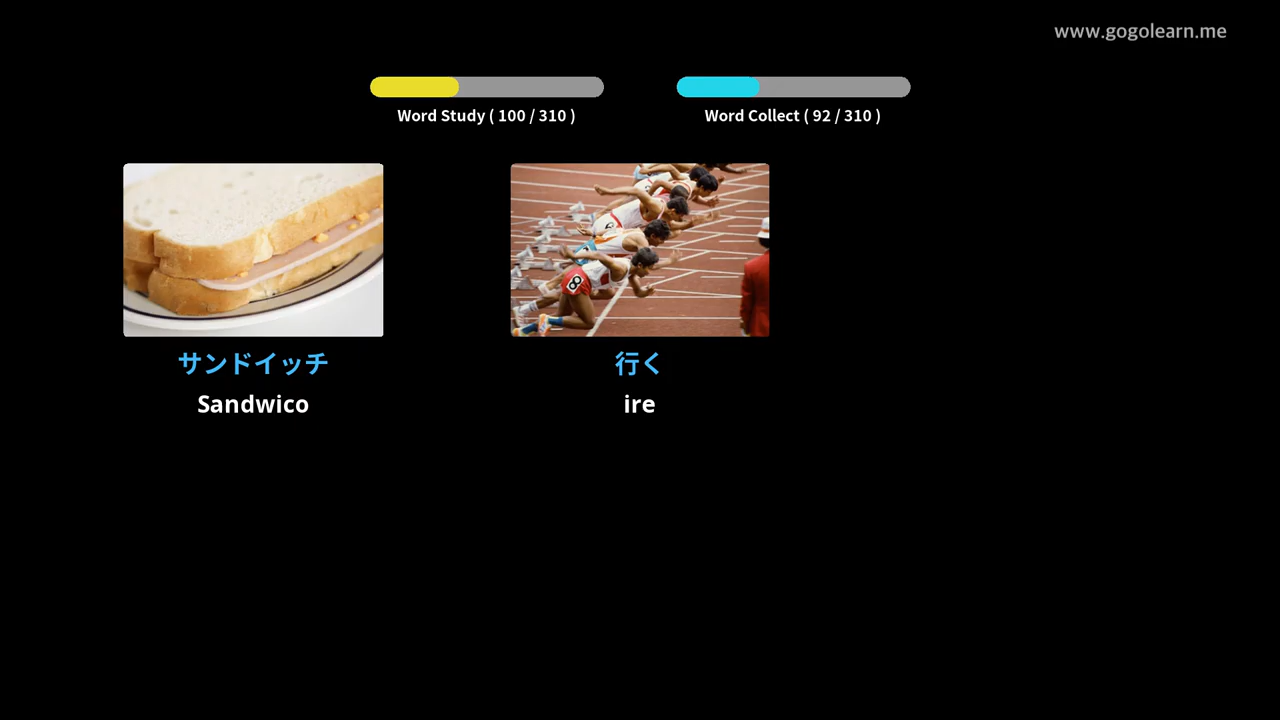 www.gogolearn.me
Word Study ( 100 / 310 )
Word Collect ( 92 / 310 )
8
サンドイッチ
行く
Sandwico
ire